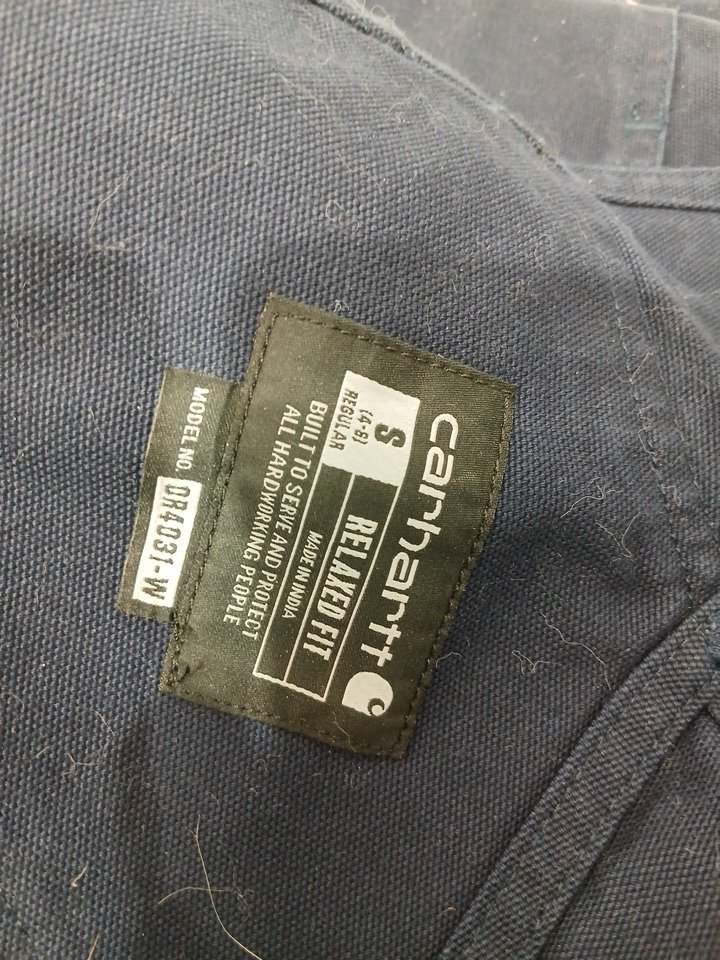 carhartt
S
(4-6)
REGULAR
RELAXED FIT
MADE IN INDIA
BUILT TO SERVE AND PROTECT
ALL HARDWORKING PEOPLE
MODEL NO. OR4031-W